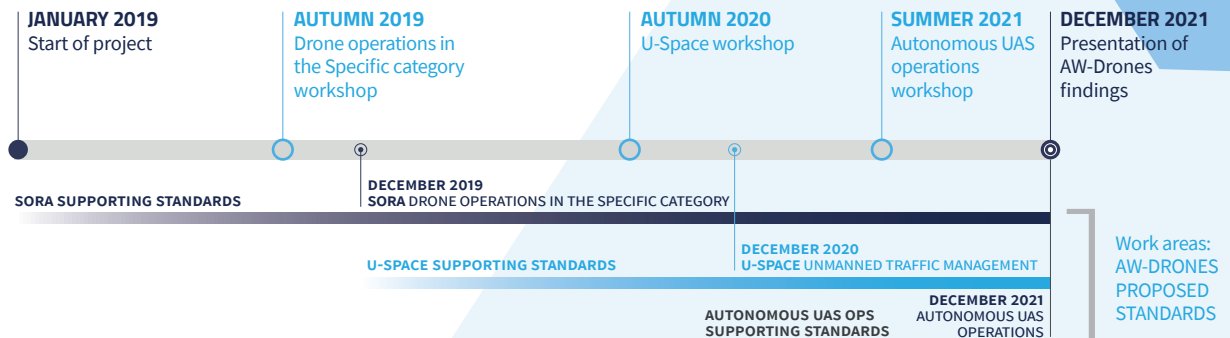 JANUARY 2019
Start of project
AUTUMN 2019
Drone operations in
the Specific category
workshop
AUTUMN 2020
U-Space workshop
SUMMER 2021
Autonomous UAS
operations
workshop
DECEMBER 2021
Presentation of
AW-Drones
findings
SORA SUPPORTING STANDARDS
DECEMBER 2019
SORA DRONE OPERATIONS IN THE SPECIFIC CATEGORY
U-SPACE SUPPORTING STANDARDS
DECEMBER 2020
U-SPACE UNMANNED TRAFFIC MANAGEMENT
AUTONOMOUS UAS OPS
SUPPORTING STANDARDS
DECEMBER 2021
AUTONOMOUS UAS
OPERATIONS
Work areas:
AW-DRONES
PROPOSED
STANDARDS